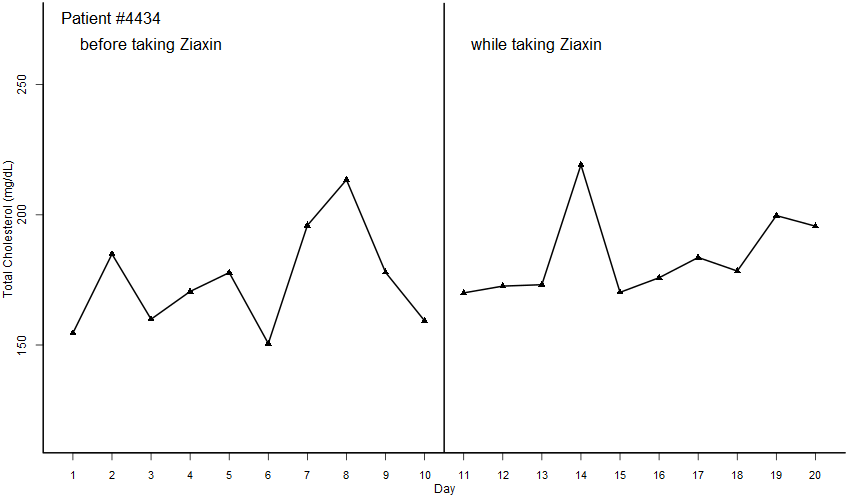 Patient #4434
before taking Ziaxin
while taking Ziaxin
Total Cholesterol (mg/dL)
250
200
150
1 2 3 4 5 6 7 8 9 10 11 12 13 14 15 16 17 18 19 20
Day